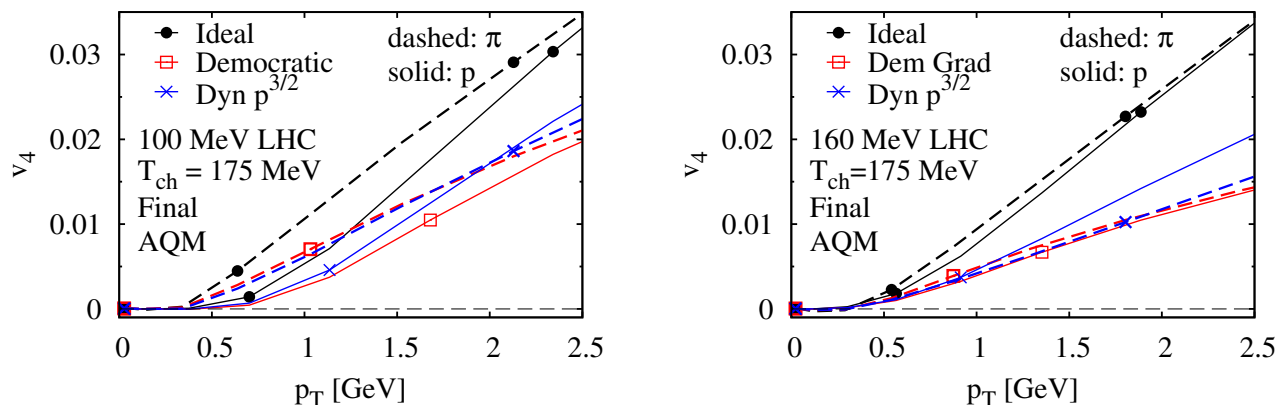 0.03
0.02
0.01
0
v₄
Ideal
Democratic
Dyn p^3/2
dashed: π
solid: p
100 MeV LHC
T_ch = 175 MeV
Final
AQM
0 0.5 1 1.5 2 2.5
p_T [GeV]
0.03
0.02
0.01
0
v₄
Ideal
Dem Grad
Dyn p^3/2
dashed: π
solid: p
160 MeV LHC
T_ch=175 MeV
Final
AQM
0 0.5 1 1.5 2 2.5
p_T [GeV]